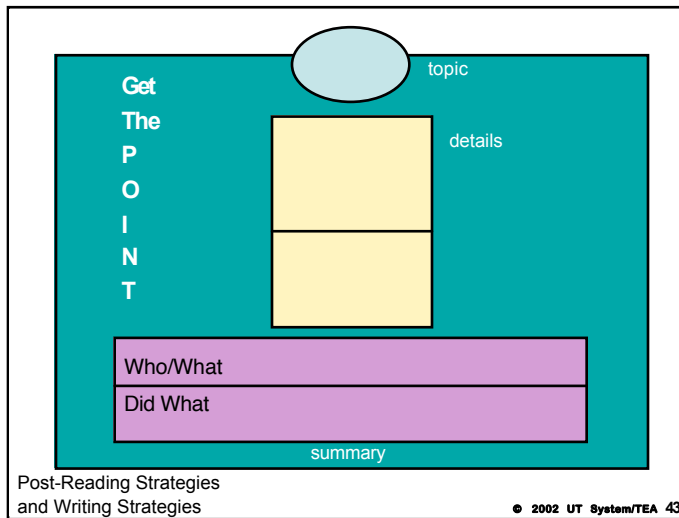 topic
Get
The
P
O
I
N
T
details
Who/What
Did What
summary
Post-Reading Strategies
and Writing Strategies
© 2002 UT System/TEA 43